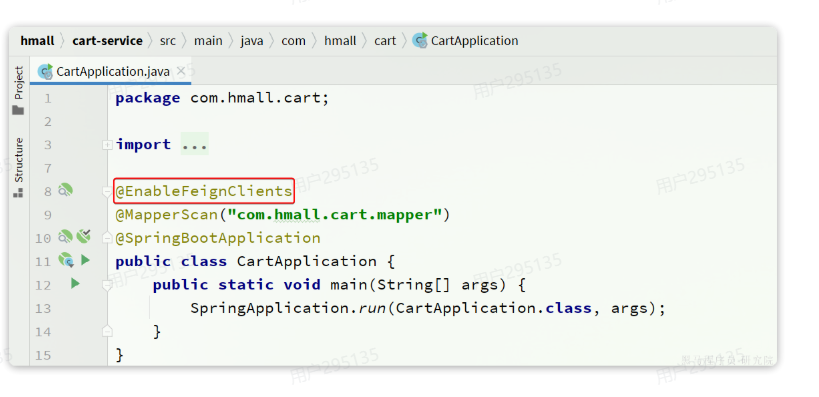 hmall cart-service src main java com hmall cart CartApplication
CartApplication.java
Project
Structure
1 package com.hmall.cart;
2
3 import ...
7
8 @EnableFeignClients
9 @MapperScan("com.hmall.cart.mapper")
10 @SpringBootApplication
11 public class CartApplication {
12 public static void main(String[] args) {
13 SpringApplication.run(CartApplication.class, args);
14 }
15 }
用户295135
用户295135
用户295135
用户295135
用户295135
用户295135
用户295135